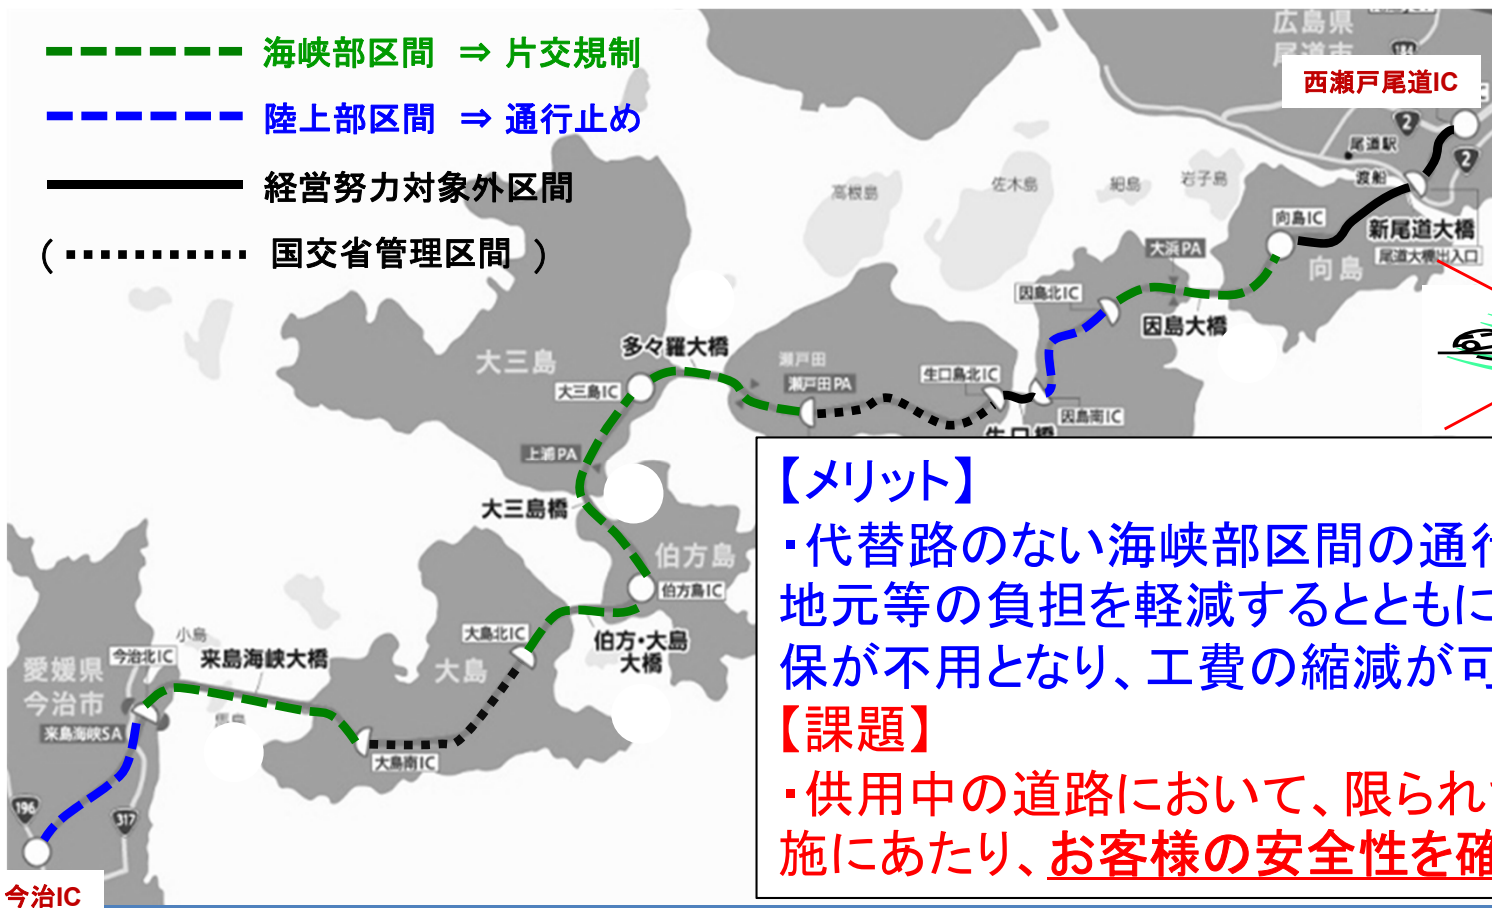 海峡部区間 ⇒ 片交規制
陸上部区間 ⇒ 通行止め
経営努力対象外区間
( 国交省管理区間 )
広島県
尾道市
184
西瀬戸尾道IC
2
2
尾道駅
渡船
新尾道大橋
尾道大橋出入口
向島IC
向島
岩子島
細島
佐木島
高根島
大浜PA
因島北IC
因島大橋
瀬戸田
瀬戸田PA
生口島北IC
因島南IC
生口橋
多々羅大橋
大三島
大三島IC
上浦PA
大三島橋
伯方島
伯方島IC
大島北IC
伯方・大島
大橋
大島
小島
今治北IC
来島海峡大橋
愛媛県
今治市
馬島
来島海峡SA
大島南IC
196
317
今治IC
【メリット】
・代替路のない海峡部区間の通行
地元等の負担を軽減するとともに
保が不用となり、工費の縮減が可
【課題】
・供用中の道路において、限られ
施にあたり、お客様の安全性を確